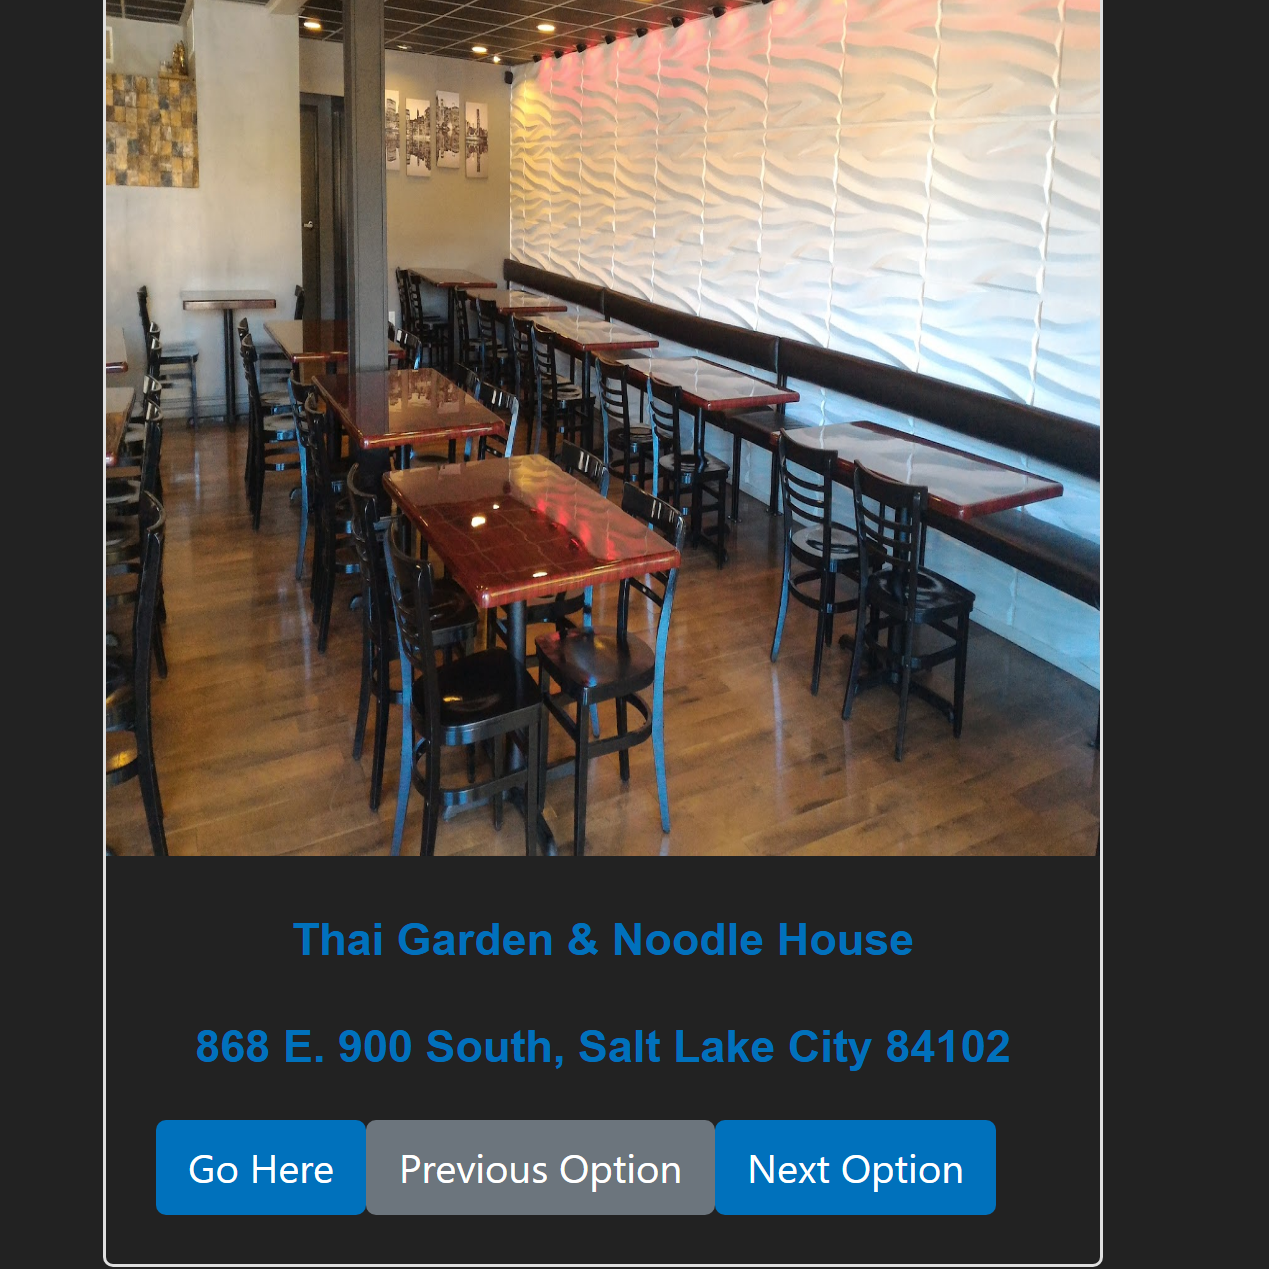 Thai Garden & Noodle House
868 E. 900 South, Salt Lake City 84102
Go Here Previous Option Next Option